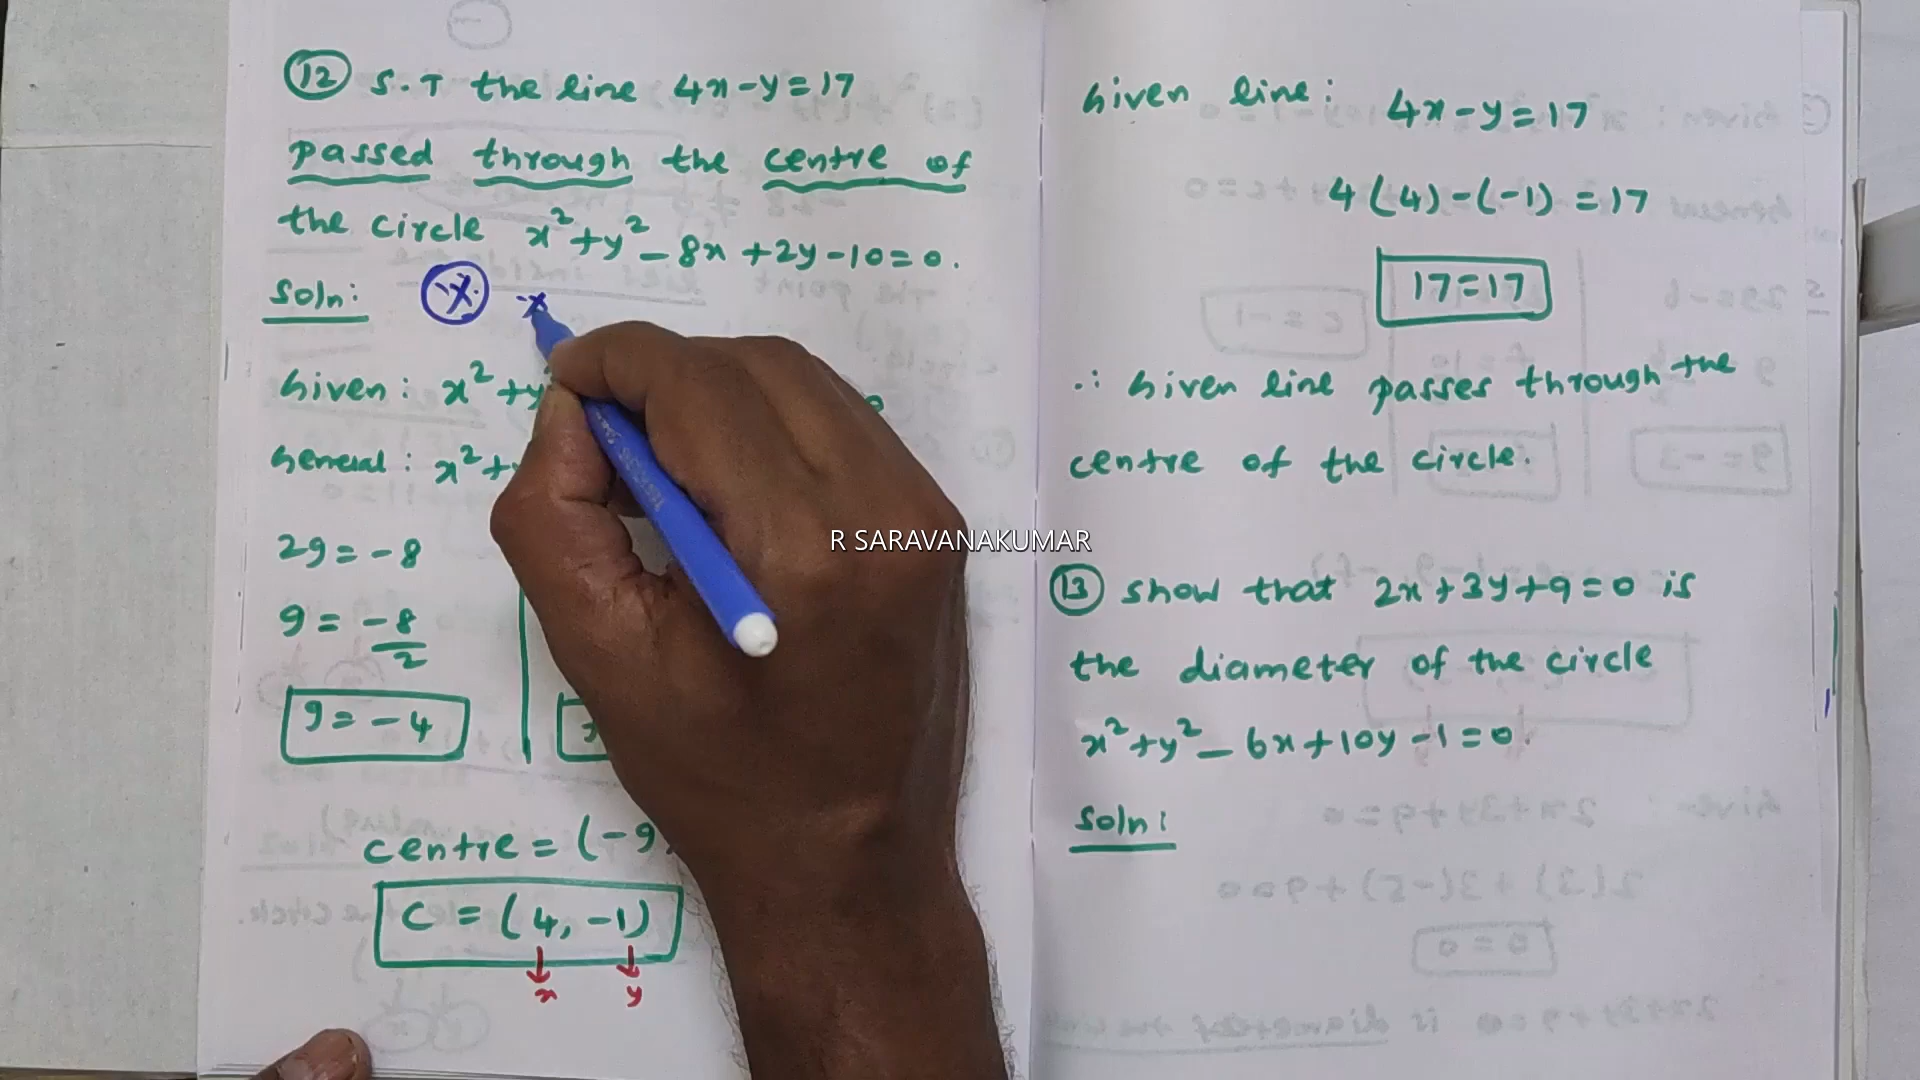 12 S.T the line 4x-y=17
passed through the centre of
the circle x²+y²-8x+2y-10=0.
Soln:
Given: x²+y
General: x²+y
2g=-8
g=-8/2
g=-4
centre=(-g,
C=(4,-1)
x y
Given line: 4x-y=17
4(4)-(-1)=17
17=17
∴ Given line passes through the
centre of the circle.
R SARAVANAKUMAR
13 Show that 2x+3y+9=0 is
the diameter of the circle
x²+y²-6x+10y-1=0.
Soln: